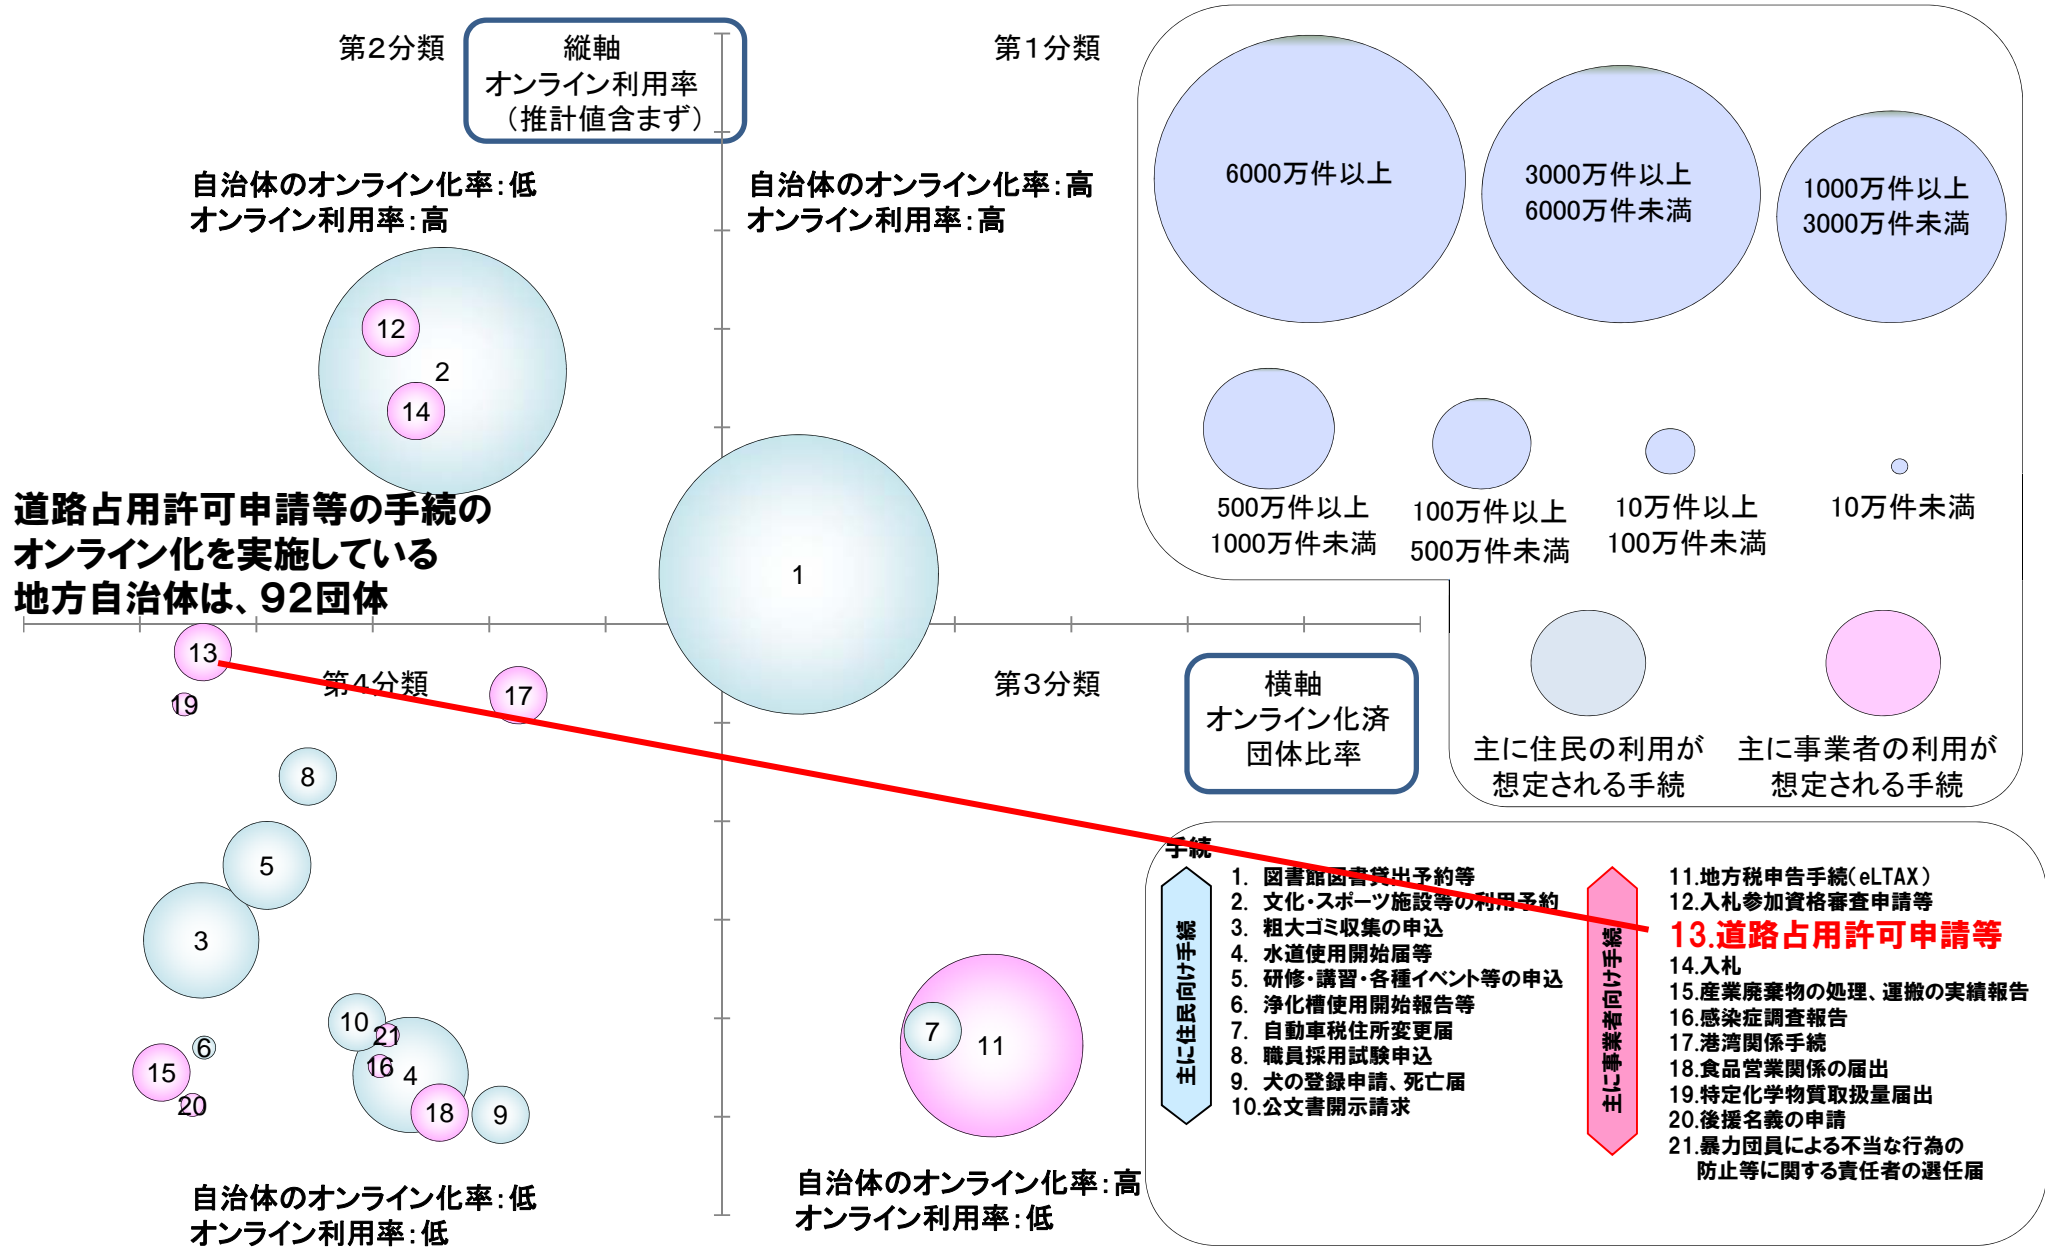 第2分類
縦軸
オンライン利用率
（推計値含まず）
第1分類
自治体のオンライン化率：低
オンライン利用率：高
自治体のオンライン化率：高
オンライン利用率：高
6000万件以上
3000万件以上
6000万件未満
1000万件以上
3000万件未満
12
2
14
500万件以上
1000万件未満
100万件以上
500万件未満
10万件以上
100万件未満
10万件未満
道路占用許可申請等の手続の
オンライン化を実施している
地方自治体は、92団体
1
13
19
第4分類
17
第3分類
横軸
オンライン化済
団体比率
主に住民の利用が
想定される手続
主に事業者の利用が
想定される手続
8
5
3
10
21
6
16
4
15
20
18
9
7
11
自治体のオンライン化率：低
オンライン利用率：低
自治体のオンライン化率：高
オンライン利用率：低
手続
主に住民向け手続
1. 図書館図書貸出予約等
2. 文化・スポーツ施設等の利用予約
3. 粗大ゴミ収集の申込
4. 水道使用開始届等
5. 研修・講習・各種イベント等の申込
6. 浄化槽使用開始報告等
7. 自動車税住所変更届
8. 職員採用試験申込
9. 犬の登録申請、死亡届
10.公文書開示請求
主に事業者向け手続
11.地方税申告手続（eLTAX）
12.入札参加資格審査申請等
13.道路占用許可申請等
14.入札
15.産業廃棄物の処理、運搬の実績報告
16.感染症調査報告
17.港湾関係手続
18.食品営業関係の届出
19.特定化学物質取扱量届出
20.後援名義の申請
21.暴力団員による不当な行為の
防止等に関する責任者の選任届